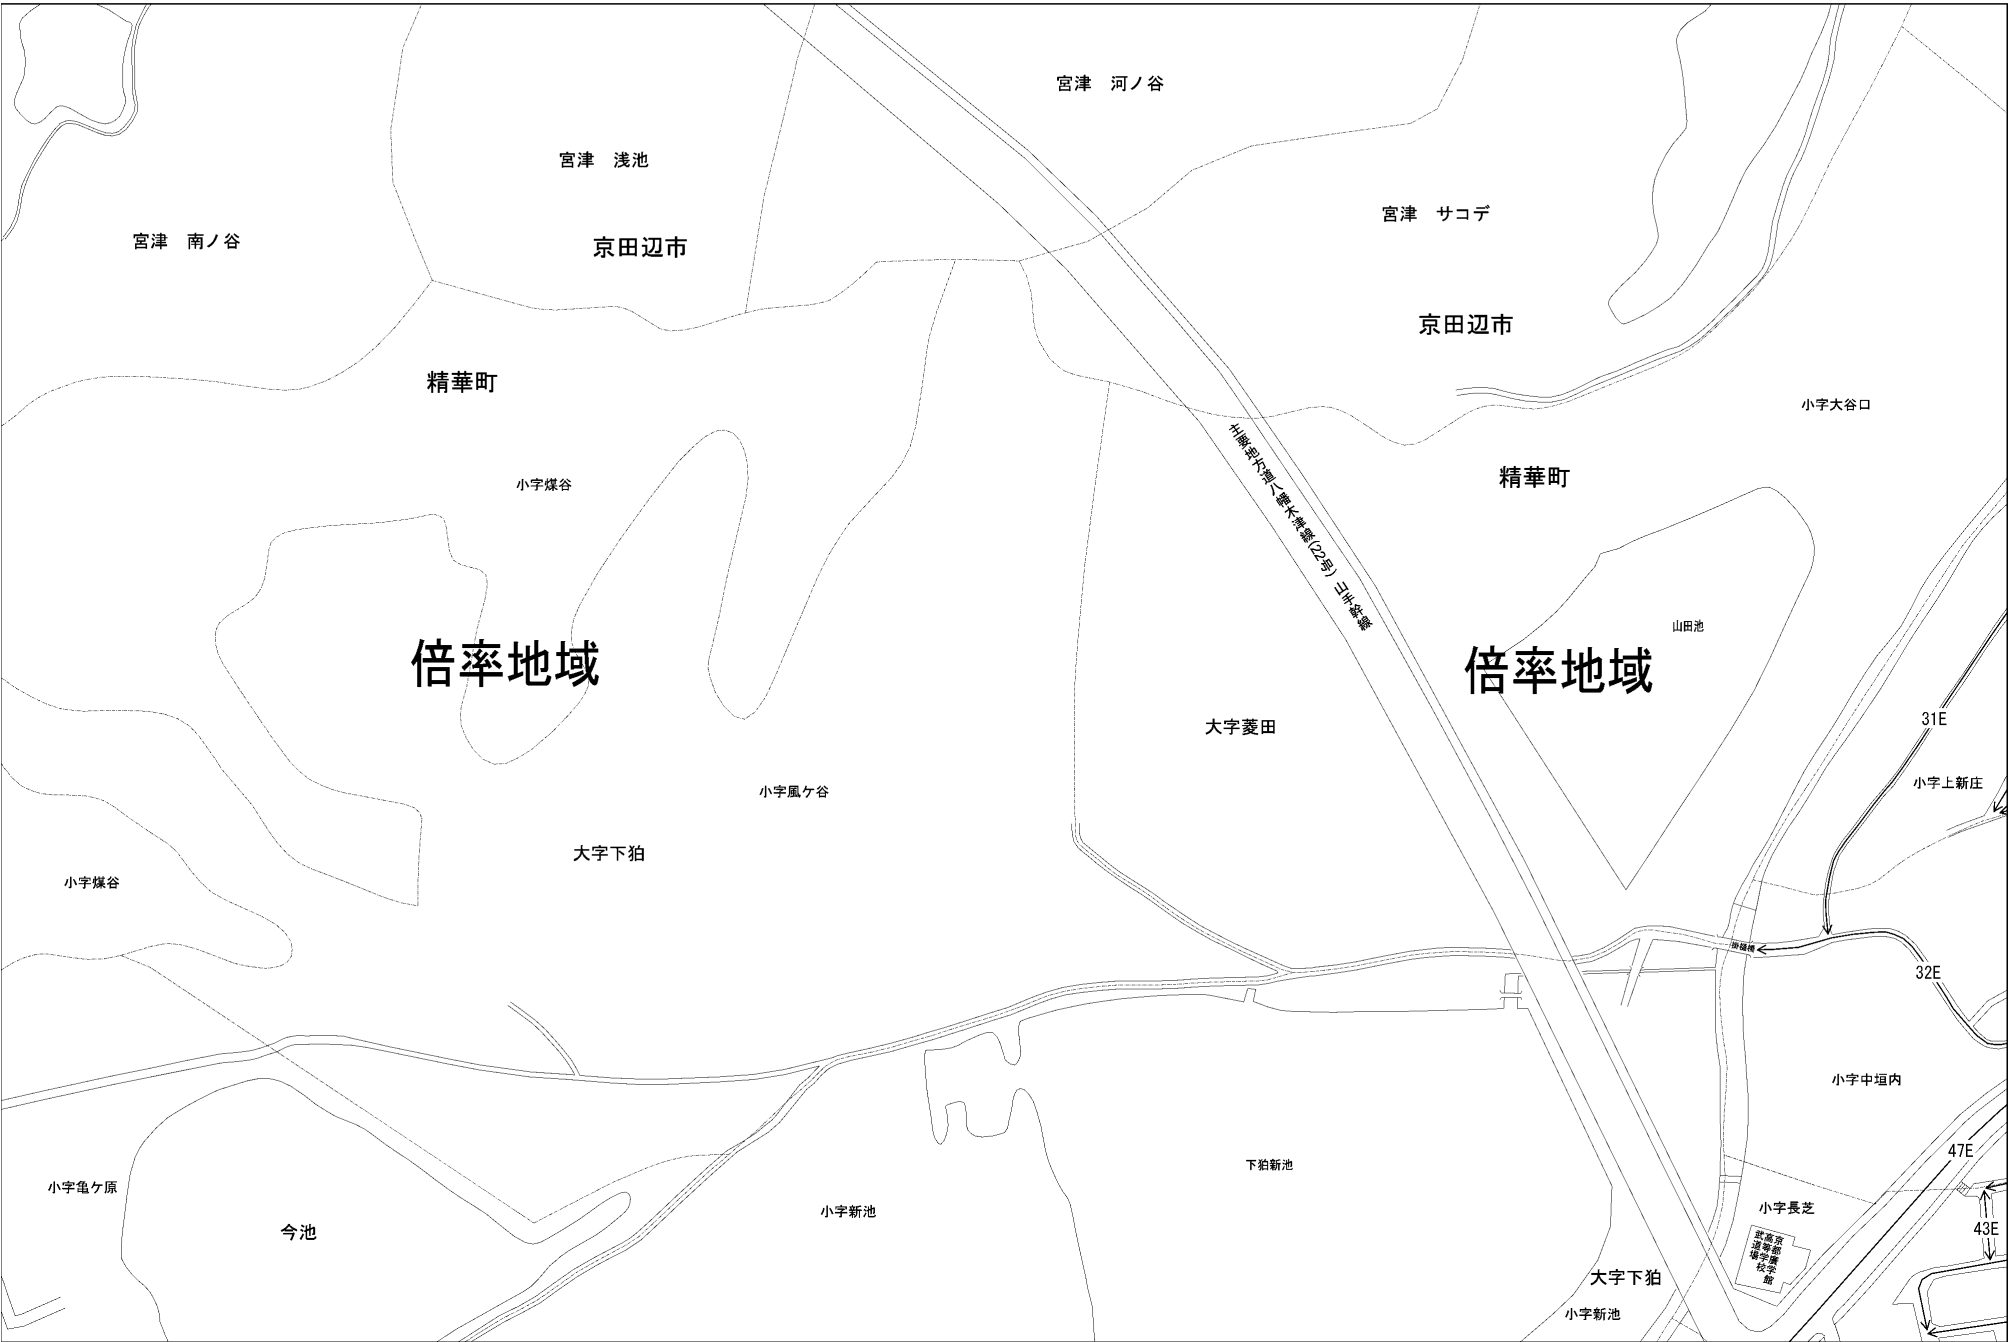 宮津　河ノ谷
宮津　浅池
宮津　サコデ
宮津　南ノ谷
京田辺市
京田辺市
精華町
小字大谷口
主要地方道八幡木津線(22号)　山手幹線
精華町
小字煤谷
山田池
倍率地域
倍率地域
31E
大字菱田
小字上新庄
小字風ケ谷
大字下狛
小字煤谷
掛樋橋
32E
小字中垣内
47E
下狛新池
小字亀ケ原
小字新池
小字長芝
今池
43E
京都廣学館
高等学校
武道場
大字下狛
小字新池